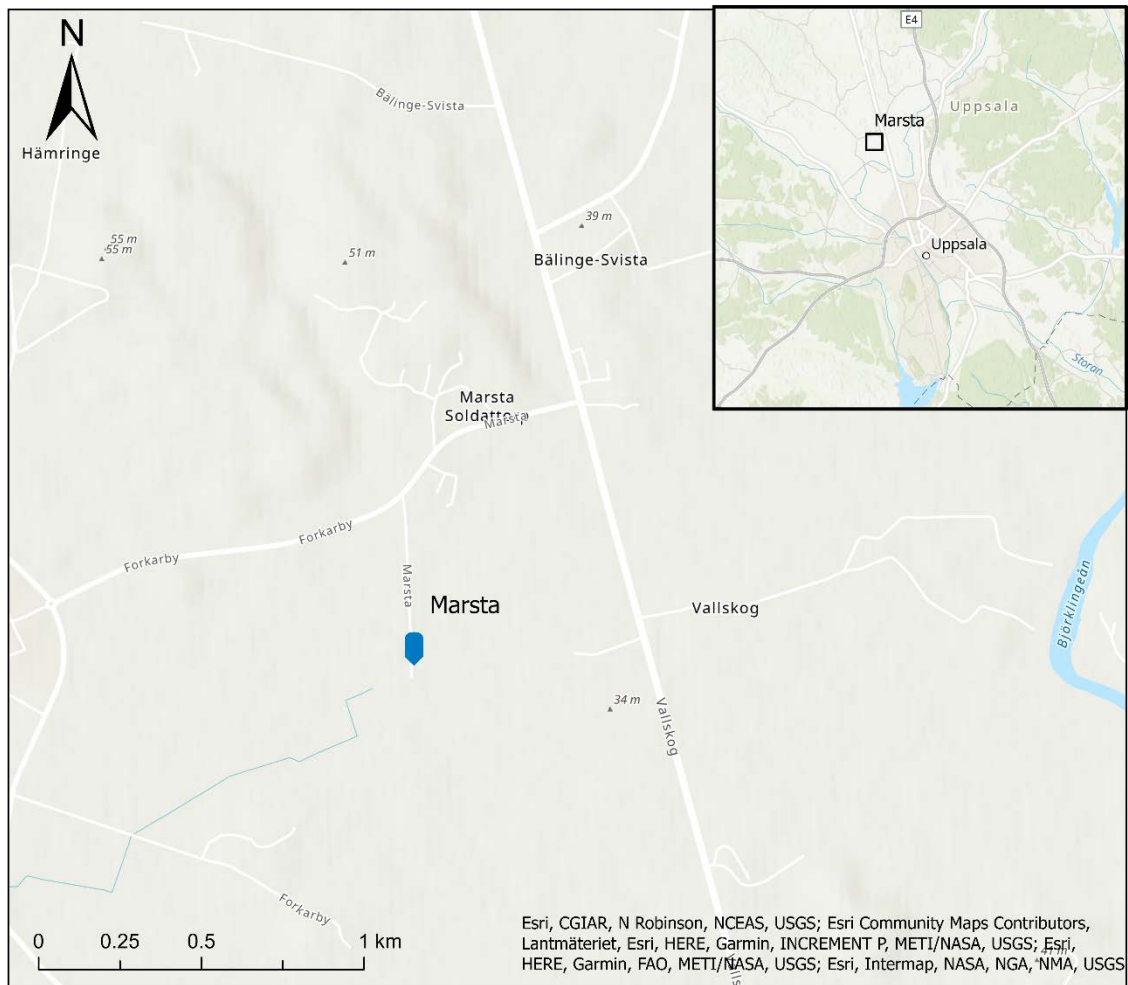 N
Hämringe
Bälinge-Svista
55 m
55 m
51 m
39 m
Bälinge-Svista
E4
Marsta
Uppsala
Uppsala
Storån
Marsta
Marsta
Forkarby
Forkarby
Marsta
Marsta
Vallskog
Björklingeån
34 m
Vallskog
Forkarby
0 0.25 0.5 1 km
Esri, CGIAR, N Robinson, NCEAS, USGS; Esri Community Maps Contributors,
Lantmäteriet, Esri, HERE, Garmin, INCREMENT P, METI/NASA, USGS; Esri,
HERE, Garmin, FAO, METI/NASA, USGS; Esri, Intermap, NASA, NGA, NMA, USGS